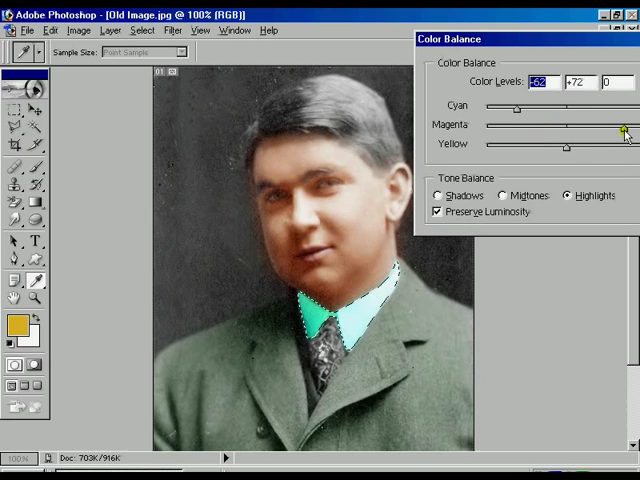 Adobe Photoshop - [Old Image.jpg @ 100% (RGB)]
File Edit Image Layer Select Filter View Window Help
Sample Size: Point Sample
01
Color Balance
Color Balance
Color Levels: -62 +72 0
Cyan
Magenta
Yellow
Tone Balance
Shadows Midtones Highlights
Preserve Luminosity
T
100% Doc: 703K/916K